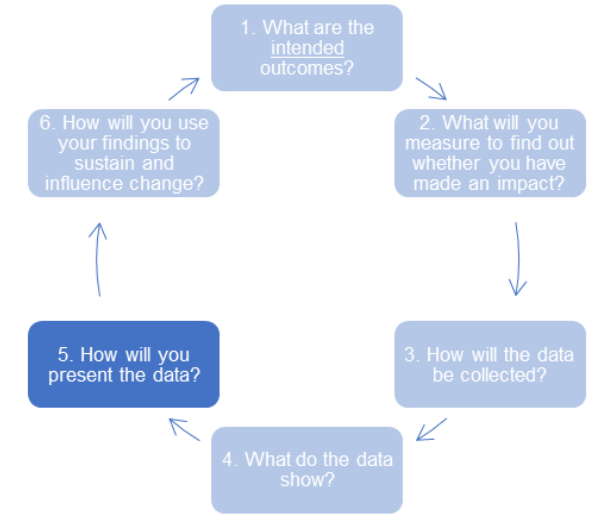 1. What are the
intended
outcomes?
2. What will you
measure to find out
whether you have
made an impact?
3. How will the data
be collected?
4. What do the data
show?
5. How will you
present the data?
6. How will you use
your findings to
sustain and
influence change?